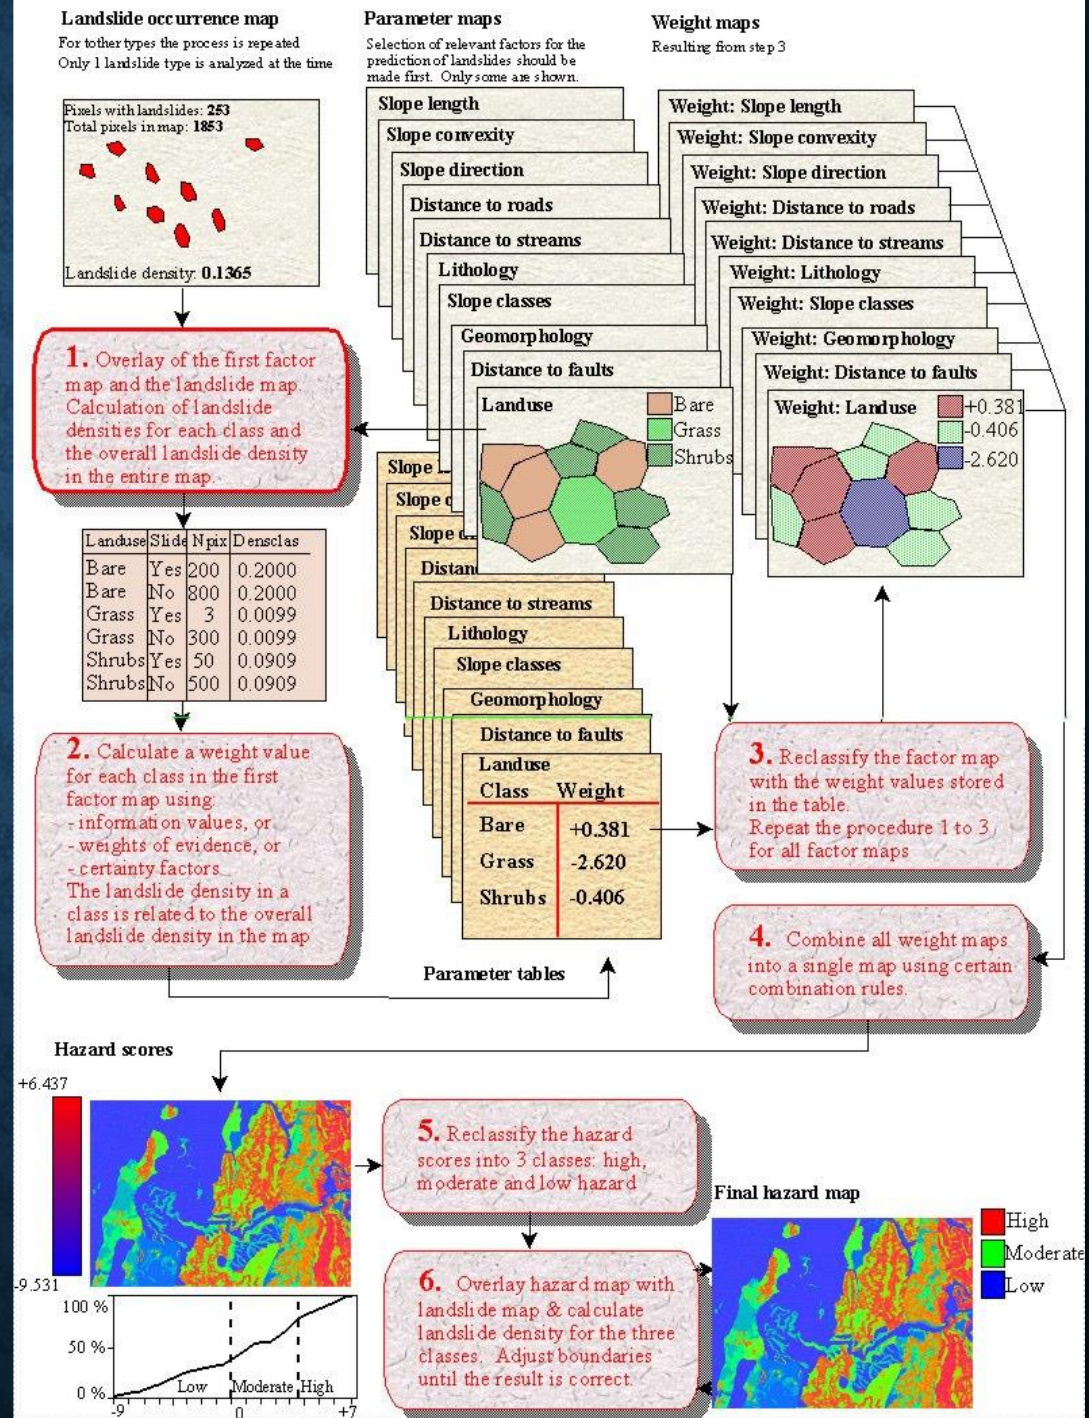 Landslide occurrence map
For tother types the process is repeated
Only 1 landslide type is analyzed at the time
Pixels with landslides: 253
Total pixels in map: 1853
Landslide density: 0.1365
Parameter maps
Selection of relevant factors for the
prediction of landslides should be
made first. Only some are shown.
Slope length
Slope convexity
Slope direction
Distance to roads
Distance to streams
Lithology
Slope classes
Geomorphology
Distance to faults
Landuse
Bare
Grass
Shrubs
Weight maps
Resulting from step 3
Weight: Slope length
Weight: Slope convexity
Weight: Slope direction
Weight: Distance to roads
Weight: Distance to streams
Weight: Lithology
Weight: Slope classes
Weight: Geomorphology
Weight: Distance to faults
Weight: Landuse
+0.381
-0.406
-2.620
1. Overlay of the first factor
map and the landslide map.
Calculation of landslide
densities for each class and
the overall landslide density
in the entire map.
Landuse Slide Npix Densclas
Bare Yes 200 0.2000
Bare No 800 0.2000
Grass Yes 3 0.0099
Grass No 300 0.0099
Shrubs Yes 50 0.0909
Shrubs No 500 0.0909
2. Calculate a weight value
for each class in the first
factor map using:
- information values, or
- weights of evidence, or
- certainty factors
The landslide density in a
class is related to the overall
landslide density in the map
Slope
Slope c
Slope
Distan
Distance to streams
Lithology
Slope classes
Geomorphology
Distance to faults
Landuse
Class Weight
Bare +0.381
Grass -2.620
Shrubs -0.406
Parameter tables
3. Reclassify the factor map
with the weight values stored
in the table.
Repeat the procedure 1 to 3
for all factor maps
4. Combine all weight maps
into a single map using certain
combination rules.
Hazard scores
+6.437
-9.531
100 %
50 %
0 %
Low Moderate High
-9 0 +7
5. Reclassify the hazard
scores into 3 classes: high,
moderate and low hazard
6. Overlay hazard map with
landslide map & calculate
landslide density for the three
classes. Adjust boundaries
until the result is correct.
Final hazard map
High
Moderate
Low